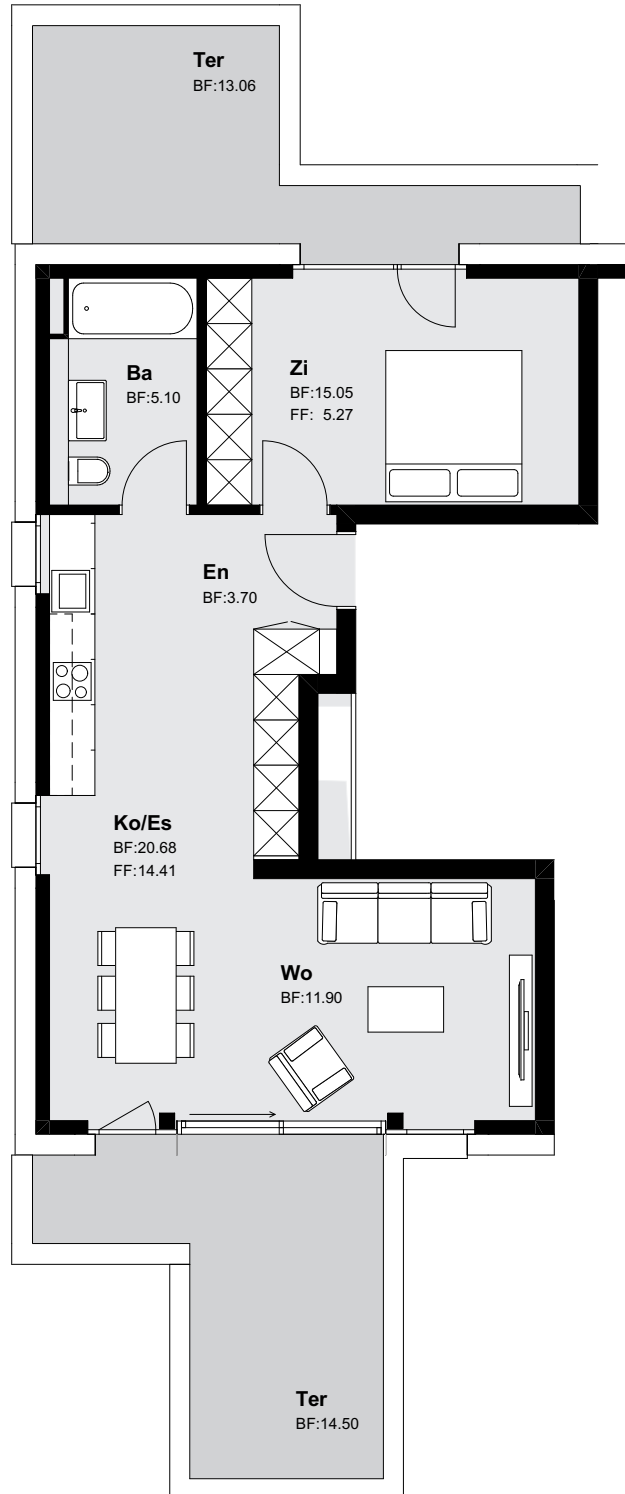 Ter
BF:13.06
Ba
BF:5.10
Zi
BF:15.05
FF: 5.27
En
BF:3.70
Ko/Es
BF:20.68
FF:14.41
Wo
BF:11.90
Ter
BF:14.50